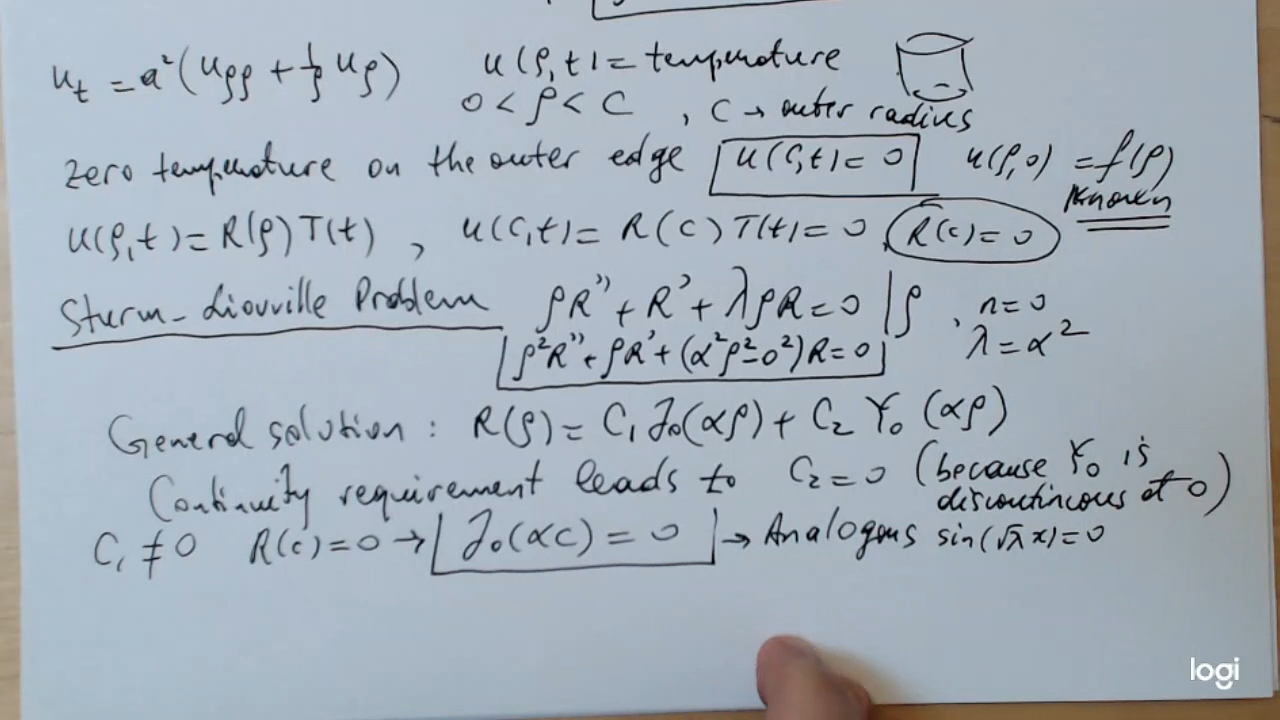 u_t = a²(u_ρρ + 1/ρ u_ρ) u(ρ,t) = temperature
0 < ρ < C , C → outer radius
zero temperature on the outer edge u(C,t) = 0 u(ρ,0) = f(ρ)
Known
u(ρ,t) = R(ρ)T(t) , u(C,t) = R(c)T(t) = 0, R(c) = 0
Sturm-Liouville Problem ρR'' + R' + λρR = 0 | ρ , n = 0
ρ²R'' + ρR' + (α²ρ² - 0²)R = 0 λ = α²
General solution : R(ρ) = C₁ J₀(αρ) + C₂ Y₀(αρ)
Continuity requirement leads to C₂ = 0 (because Y₀ is
discontincous at 0)
C₁ ≠ 0 R(c) = 0 → J₀(αc) = 0 → Analogous sin(√λ x) = 0
logi